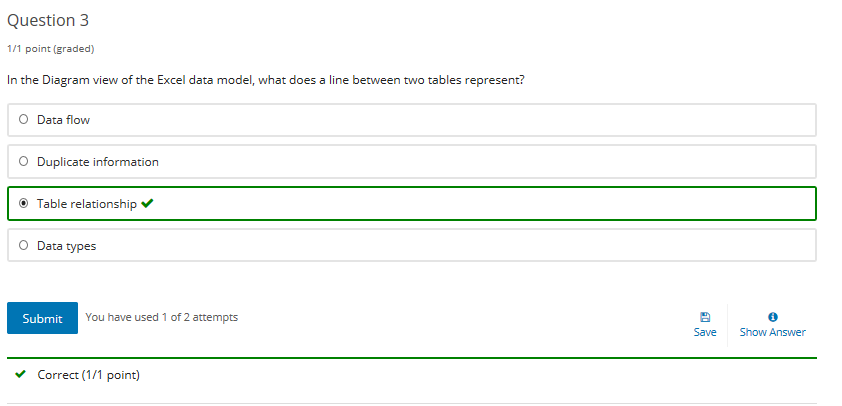 Question 3
1/1 point (graded)
In the Diagram view of the Excel data model, what does a line between two tables represent?
Data flow
Duplicate information
Table relationship
Data types
Submit You have used 1 of 2 attempts
Save Show Answer
Correct (1/1 point)